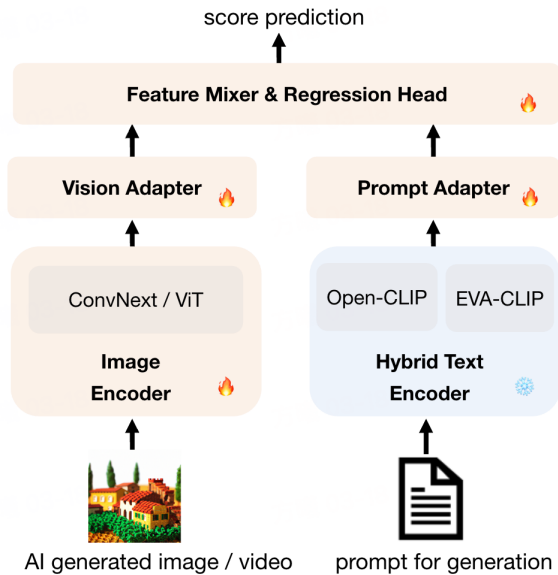 score prediction
Feature Mixer & Regression Head
Vision Adapter
Prompt Adapter
ConvNext / ViT
Open-CLIP
EVA-CLIP
Image
Encoder
Hybrid Text
Encoder
AI generated image / video
prompt for generation